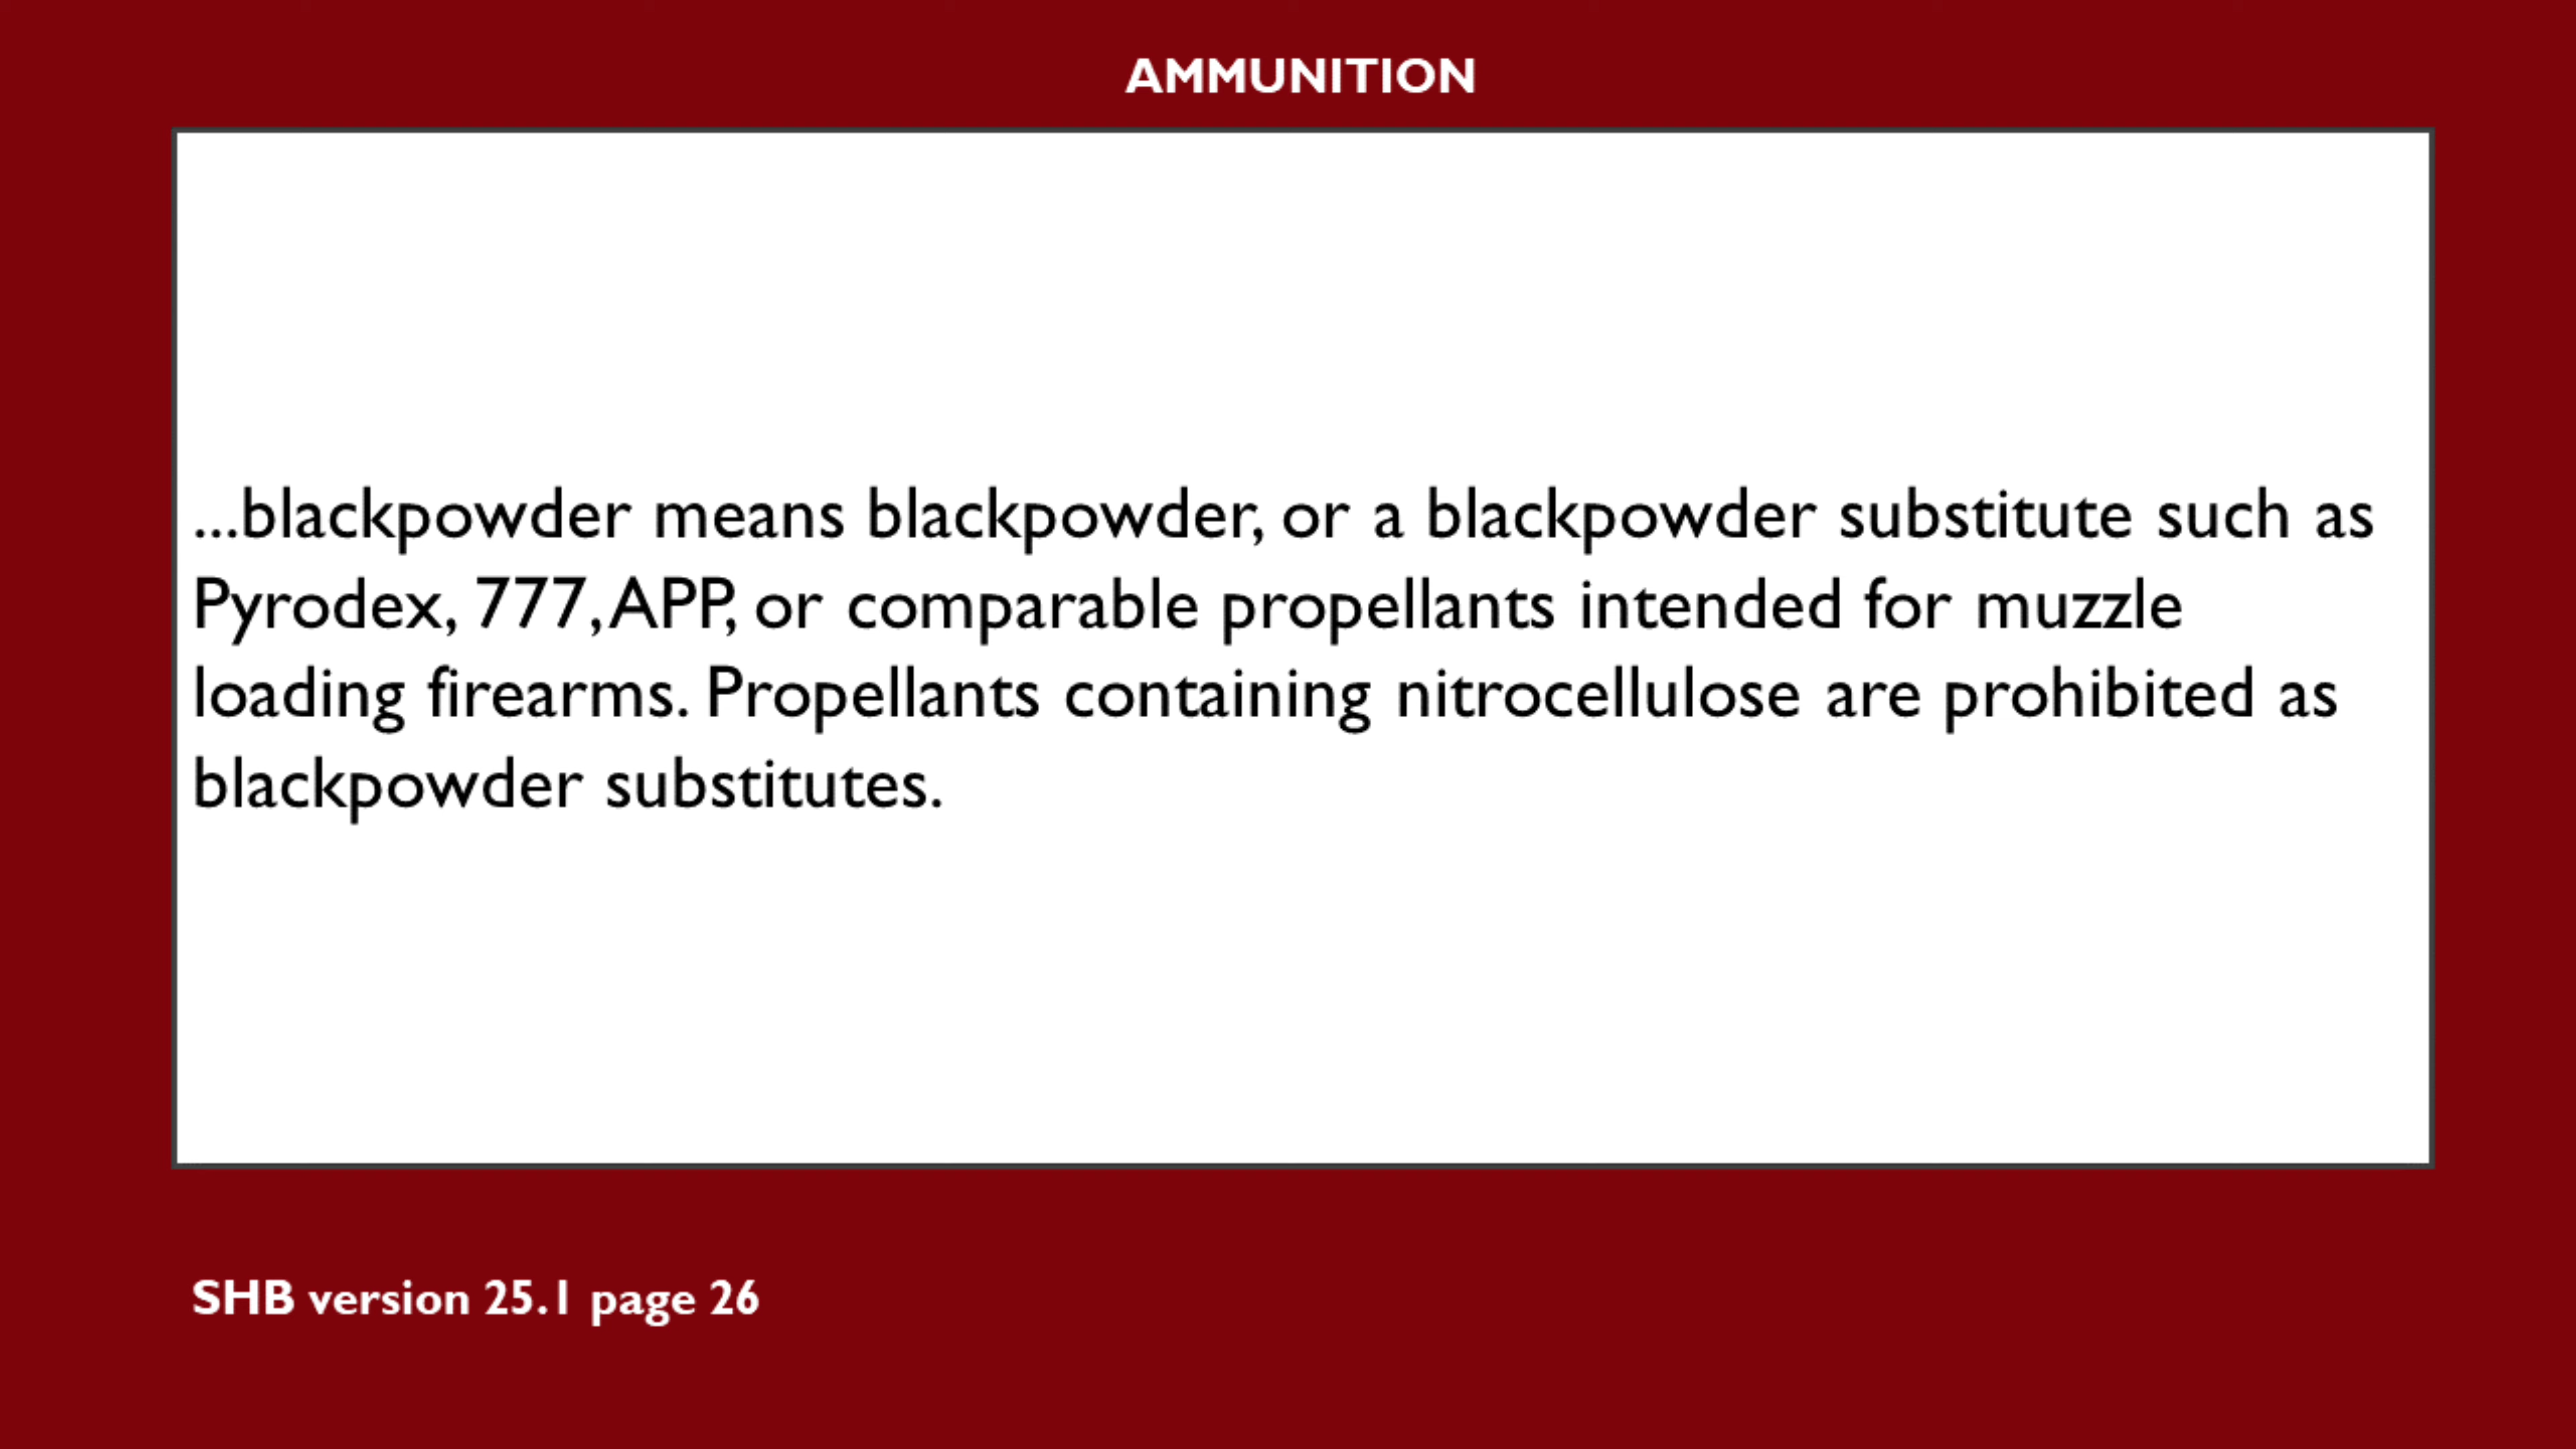 AMMUNITION
...blackpowder means blackpowder, or a blackpowder substitute such as
Pyrodex, 777, APP, or comparable propellants intended for muzzle
loading firearms. Propellants containing nitrocellulose are prohibited as
blackpowder substitutes.
SHB version 25.1 page 26